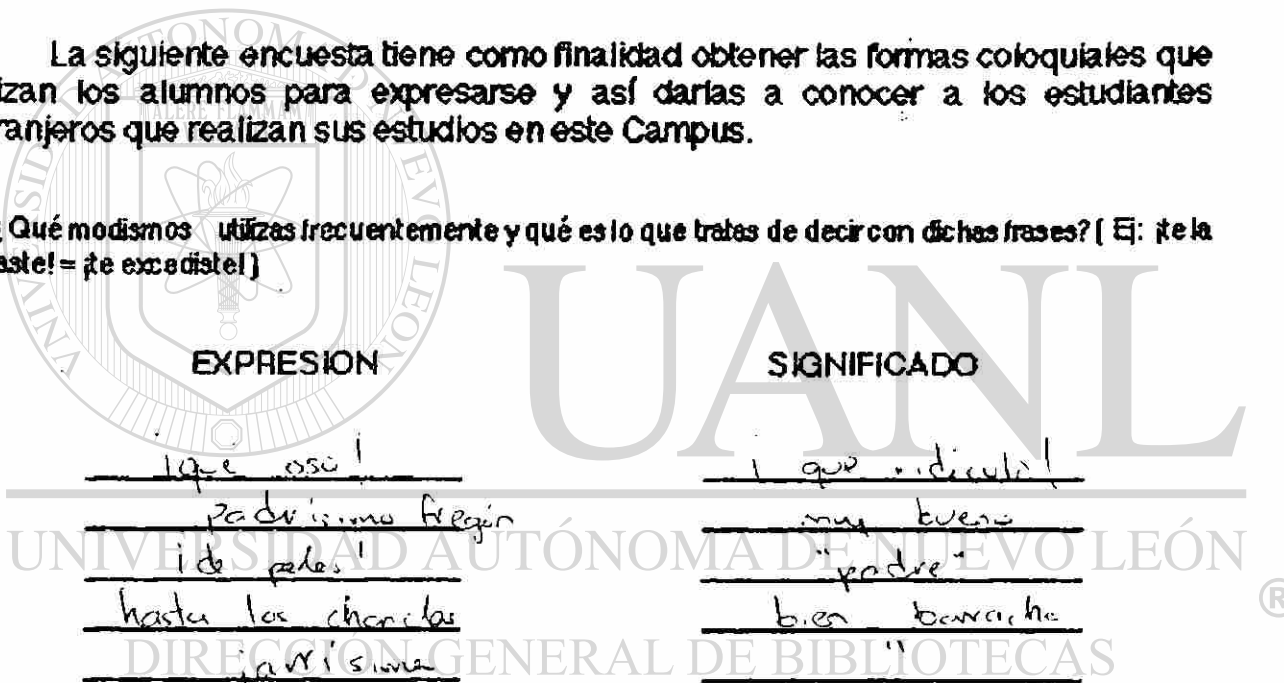 La siguiente encuesta tiene como finalidad obtener las formas coloquiales que
izan los alumnos para expresarse y así darlas a conocer a los estudiantes
ranjeros que realizan sus estudios en este Campus.
Qué modismos utilizas frecuentemente y qué es lo que tratas de decir con dichas frases? ( Ej: ¡te la
aste! = ¡te excediste!)
EXPRESION SIGNIFICADO
¡que oso! ¡que ridiculo!
Padrisimo fregón muy bueno
¡de pelos! "padre"
hasta las chanclas bien borracho
jarrisima "
UANL
UNIVERSIDAD AUTÓNOMA DE NUEVO LEÓN
®
DIRECCIÓN GENERAL DE BIBLIOTECAS
ALERE FLAMMAM